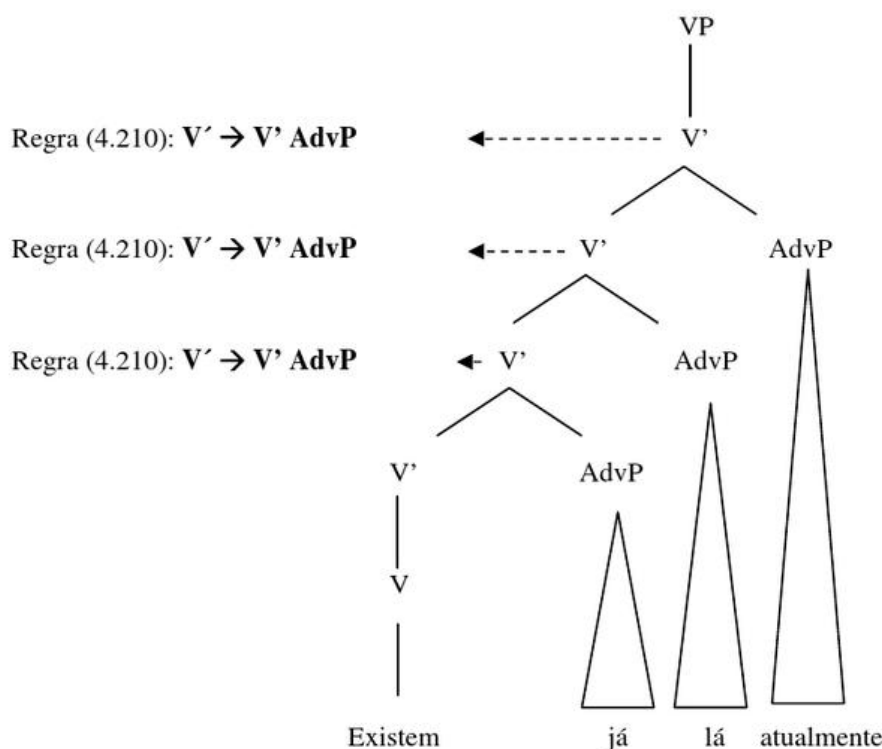 VP
Regra (4.210): V´ → V’ AdvP V’
Regra (4.210): V´ → V’ AdvP V’ AdvP
Regra (4.210): V´ → V’ AdvP V’ AdvP
V’ AdvP
V
Existem já lá atualmente